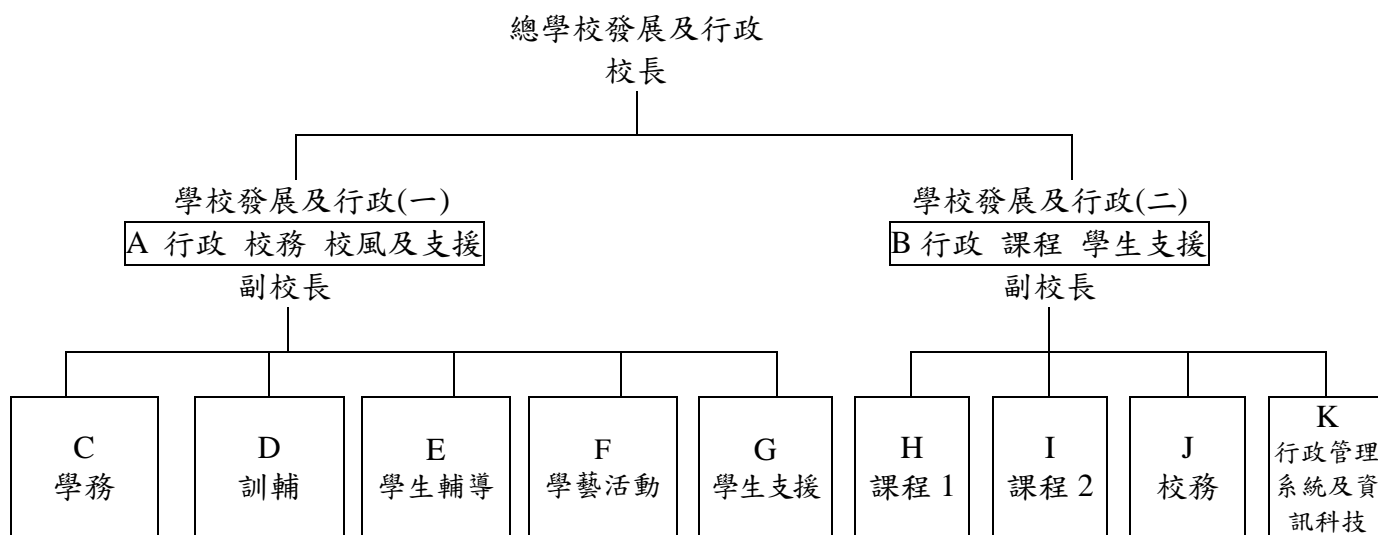 總學校發展及行政
校長
學校發展及行政(一)
A 行政 校務 校風及支援
副校長
學校發展及行政(二)
B 行政 課程 學生支援
副校長
C
學務
D
訓輔
E
學生輔導
F
學藝活動
G
學生支援
H
課程 1
I
課程 2
J
校務
K
行政管理
系統及資
訊科技